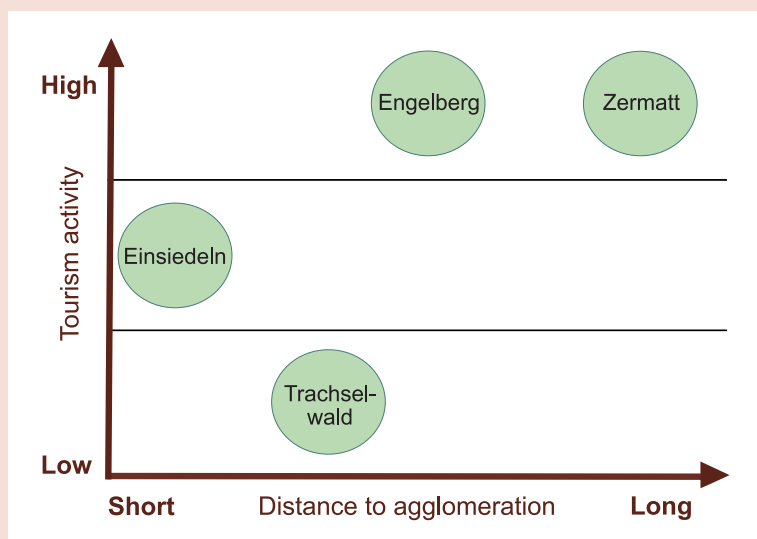 High
Engelberg
Zermatt
Tourism activity
Einsiedeln
Trachsel-
wald
Low
Short
Distance to agglomeration
Long